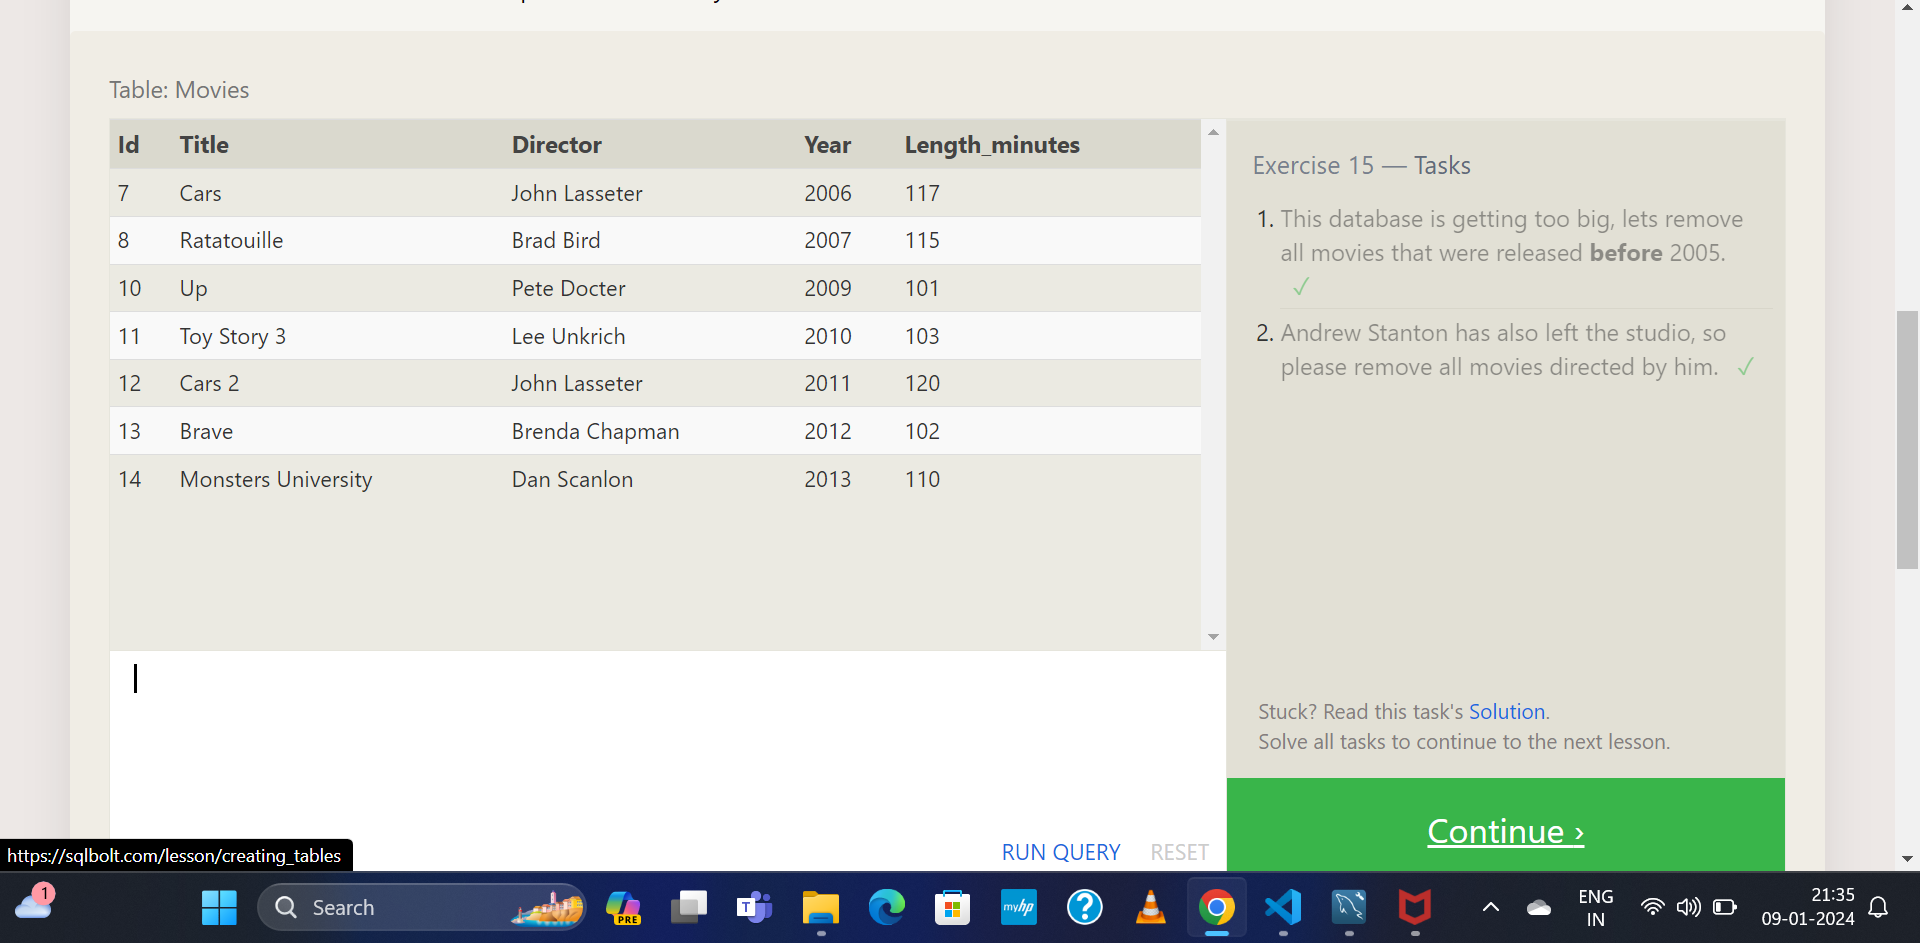 Table: Movies
Id Title Director Year Length_minutes
7 Cars John Lasseter 2006 117
8 Ratatouille Brad Bird 2007 115
10 Up Pete Docter 2009 101
11 Toy Story 3 Lee Unkrich 2010 103
12 Cars 2 John Lasseter 2011 120
13 Brave Brenda Chapman 2012 102
14 Monsters University Dan Scanlon 2013 110
Exercise 15 — Tasks
1. This database is getting too big, lets remove
all movies that were released before 2005.
✓
2. Andrew Stanton has also left the studio, so
please remove all movies directed by him. ✓
Stuck? Read this task's Solution.
Solve all tasks to continue to the next lesson.
RUN QUERY RESET
Continue ›
https://sqlbolt.com/lesson/creating_tables
1
Search
PRE
T
myhp
?
ENG
IN
21:35
09-01-2024